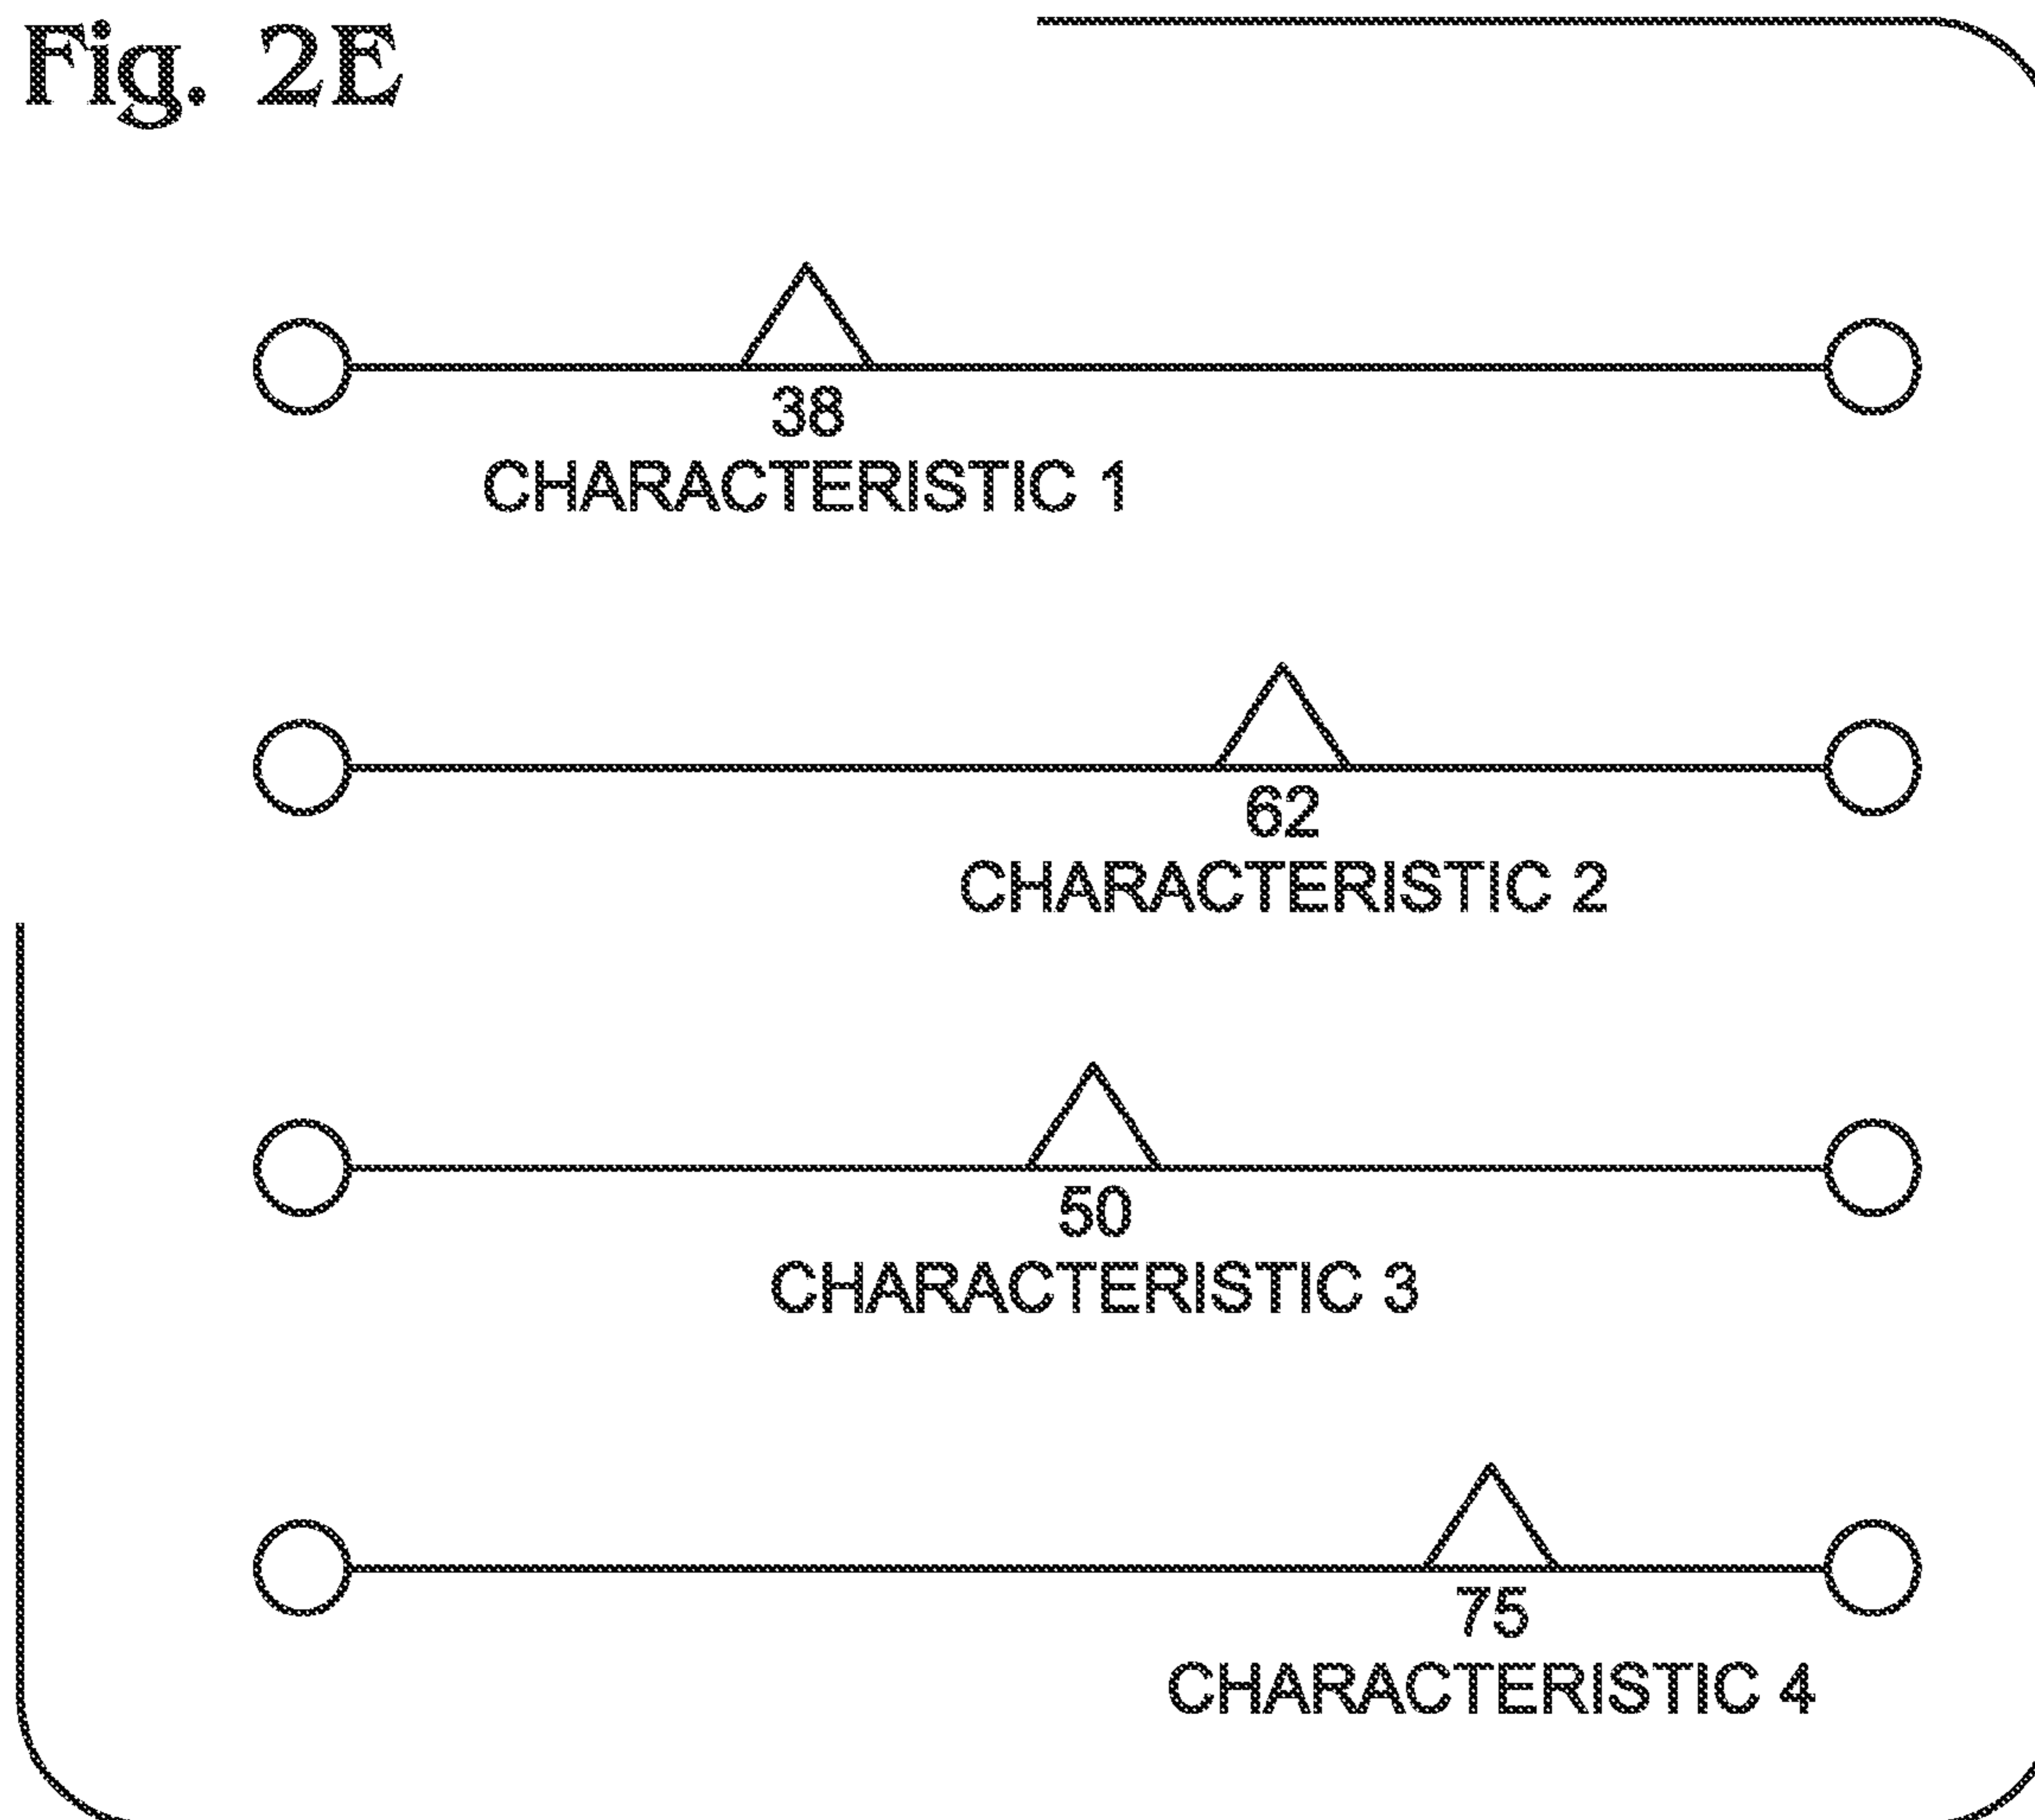 Fig. 2E
38
CHARACTERISTIC 1
62
CHARACTERISTIC 2
50
CHARACTERISTIC 3
75
CHARACTERISTIC 4